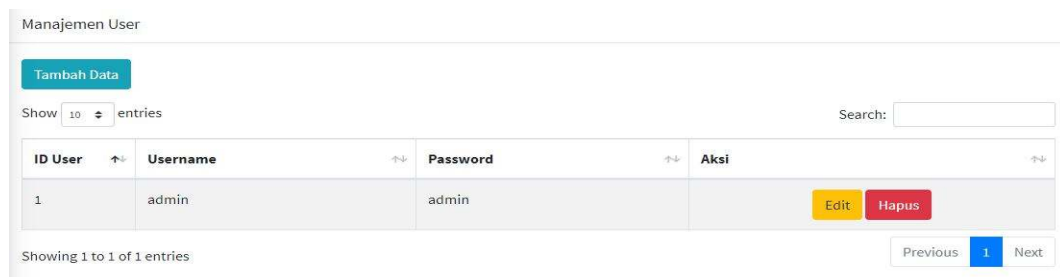 Manajemen User
Tambah Data
Show 10 entries
Search:
ID User Username Password Aksi
1 admin admin Edit Hapus
Showing 1 to 1 of 1 entries
Previous 1 Next